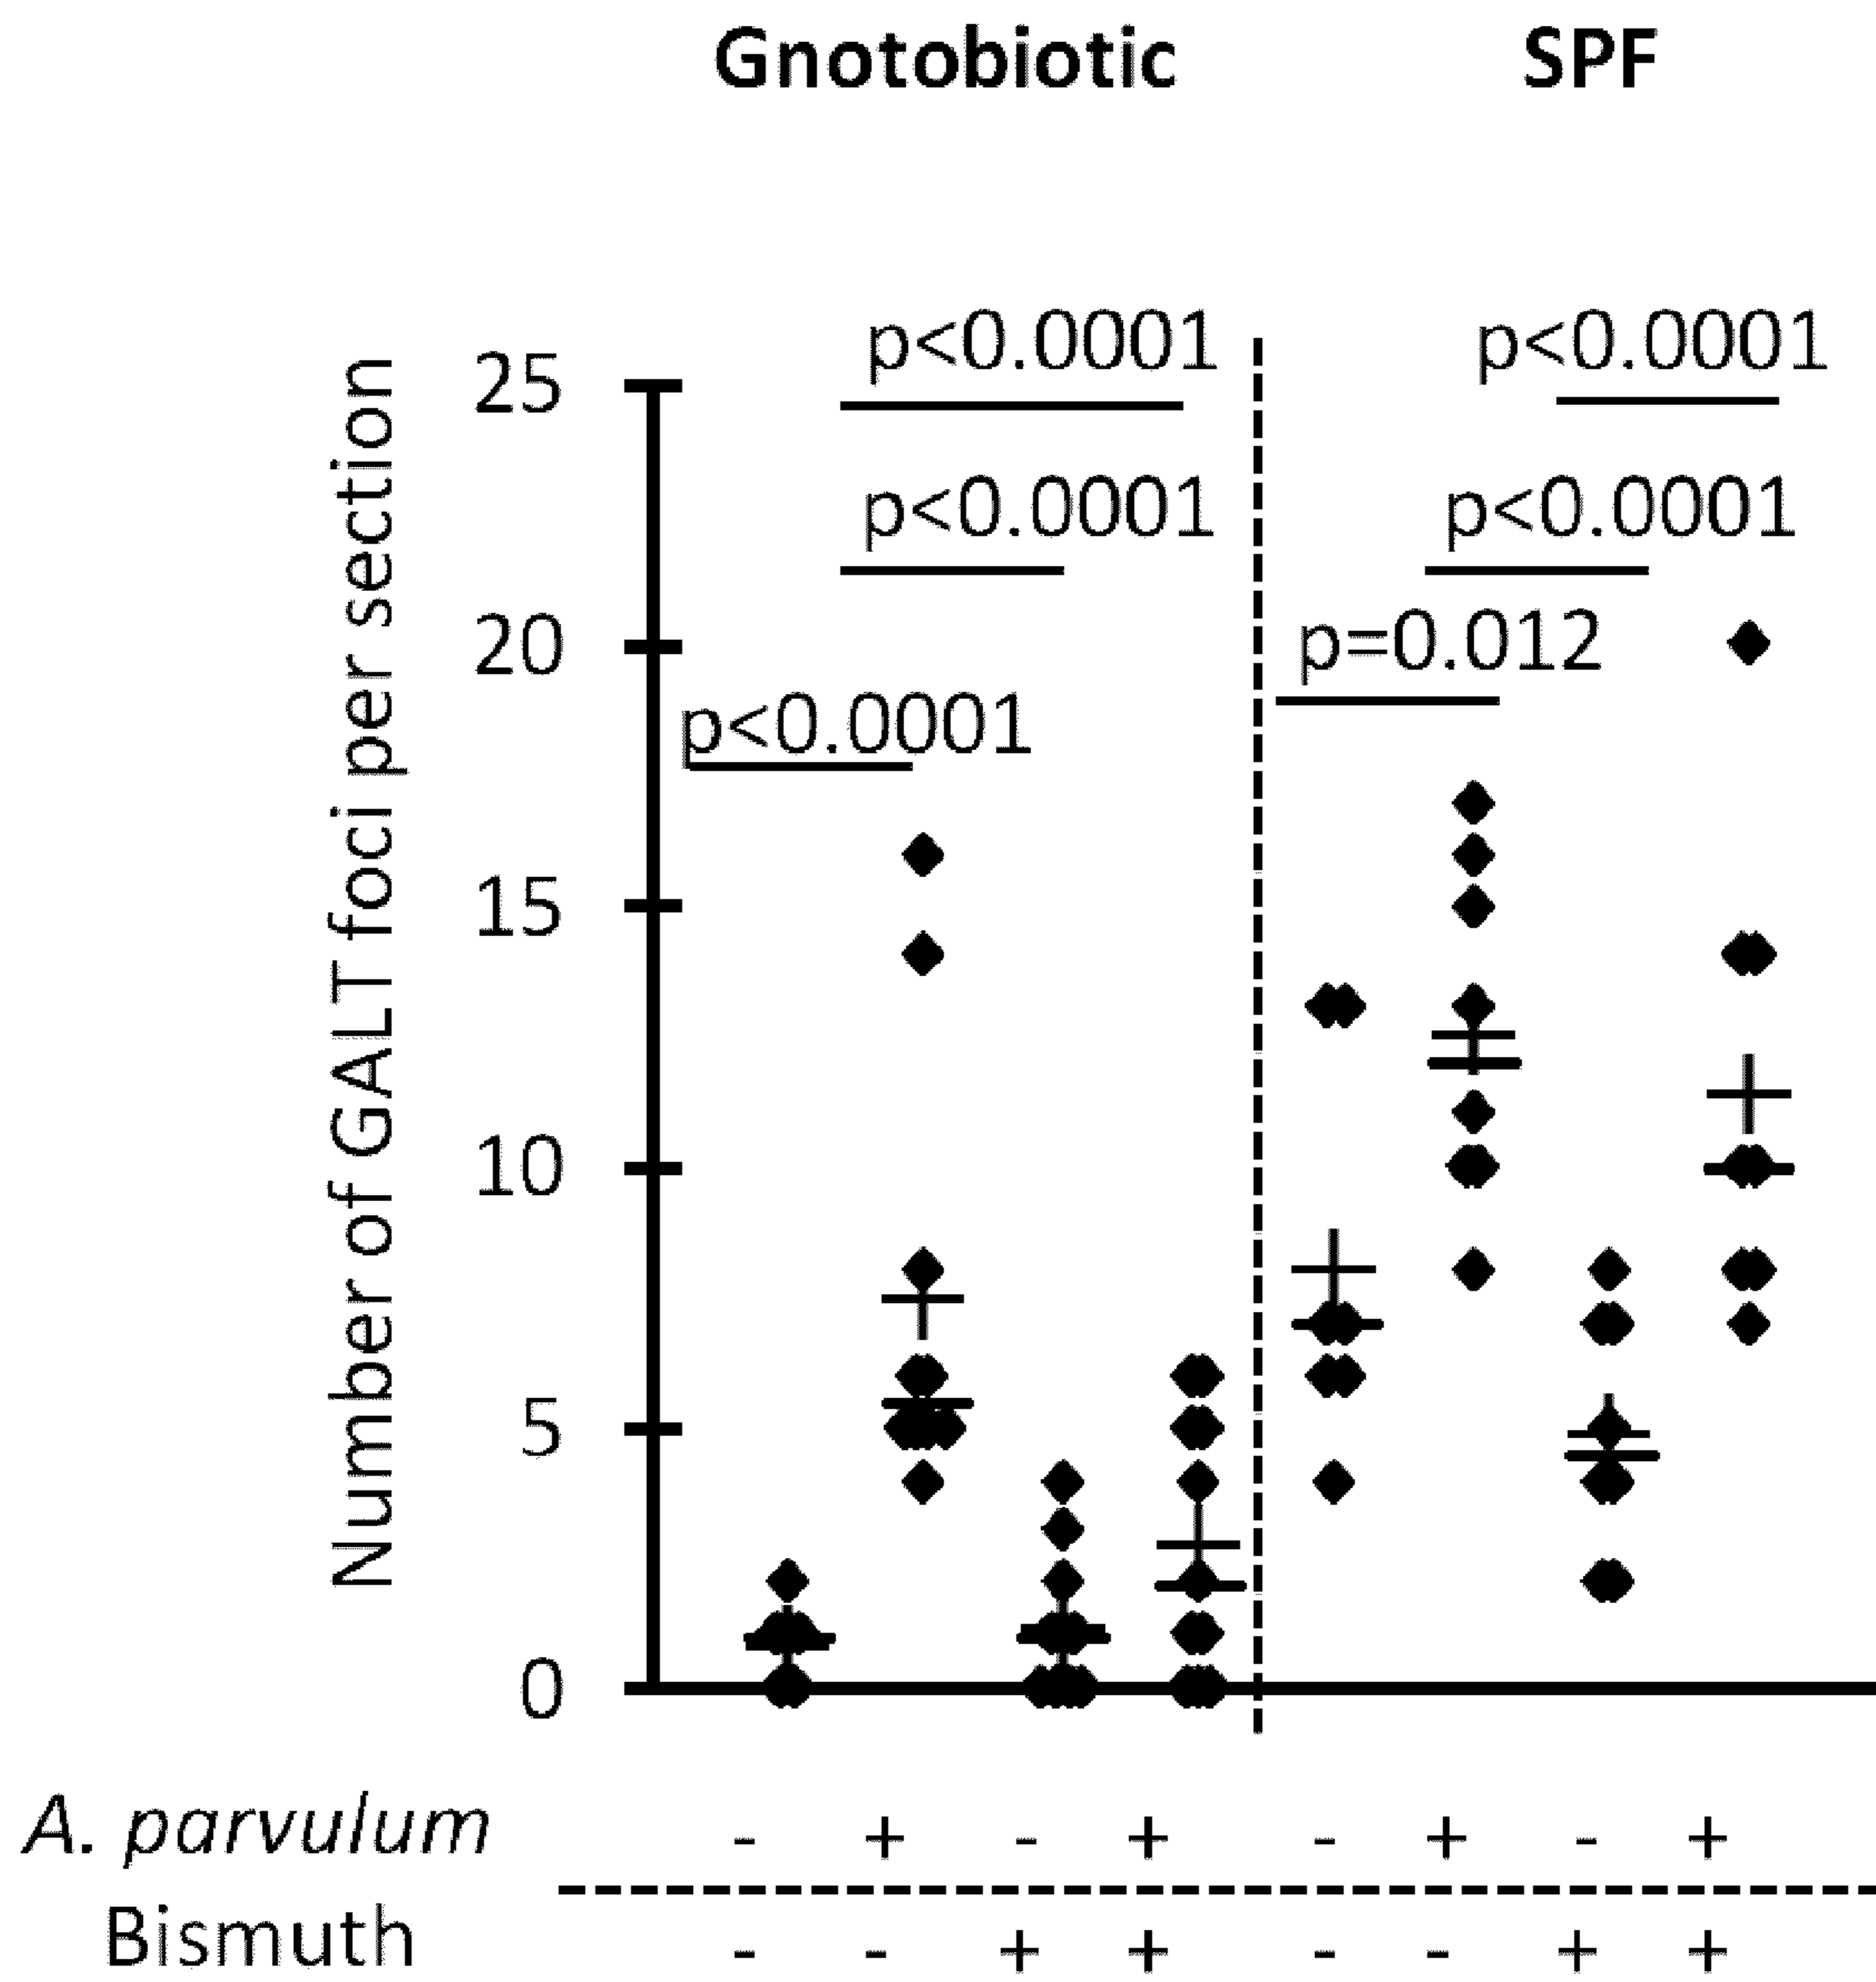 Gnotobiotic SPF
p<0.0001 p<0.0001
p<0.0001 p<0.0001
p=0.012
p<0.0001
Number of GALT foci per section
25
20
15
10
5
0
A. parvulum - + - + - + - +
Bismuth - - + + - - + +